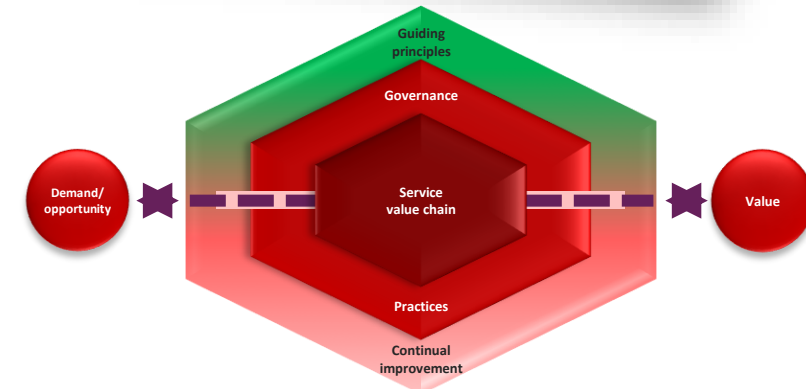 Guiding
principles
Governance
Demand/
opportunity
Service
value chain
Value
Practices
Continual
improvement